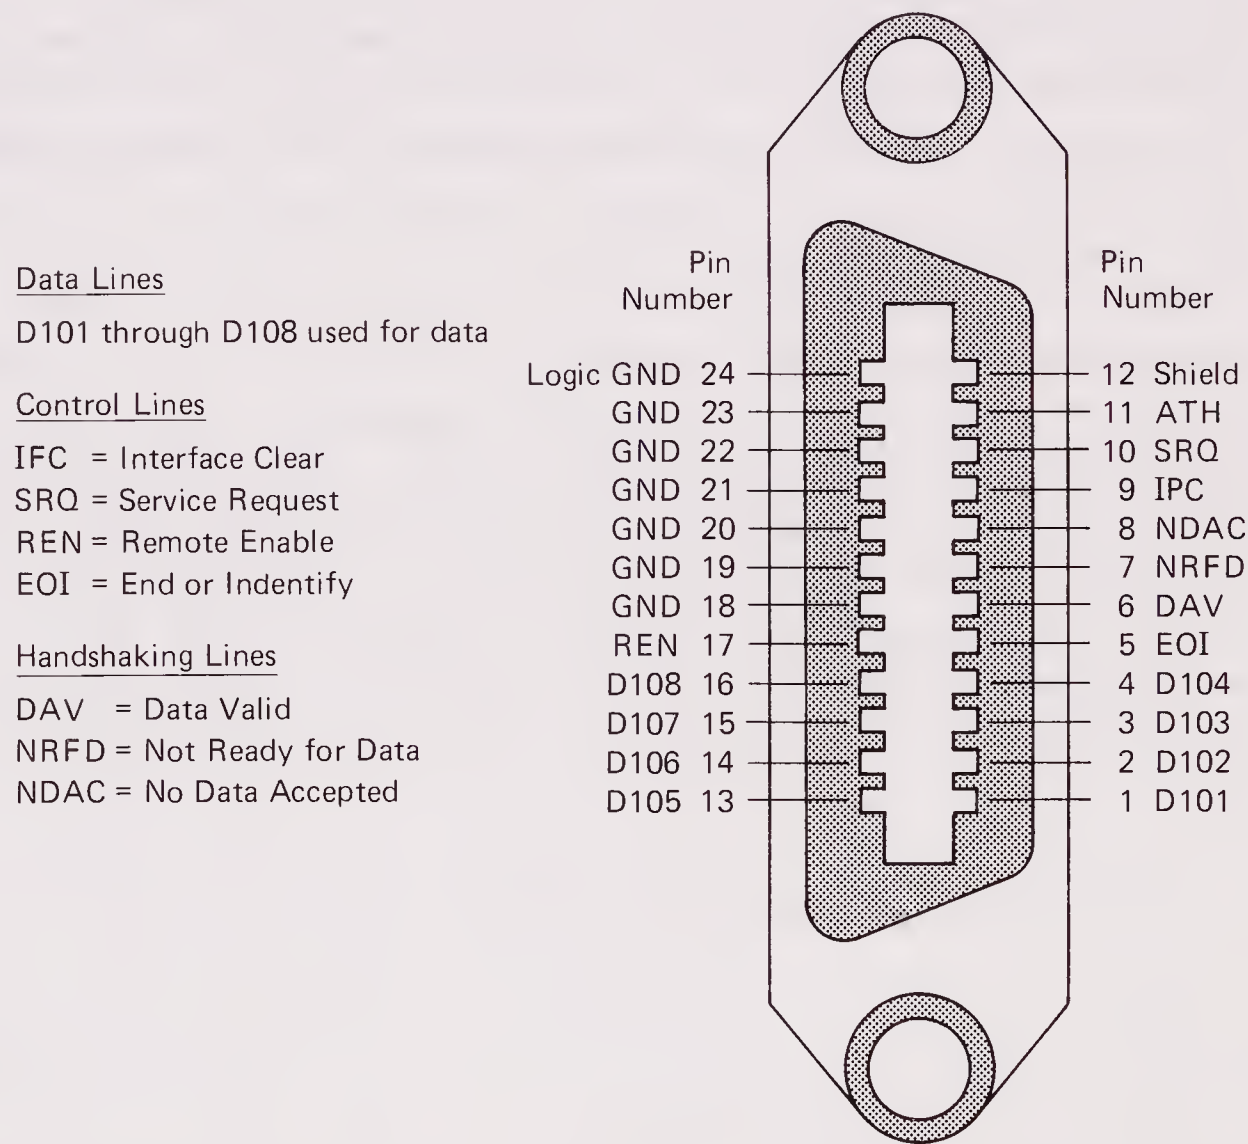 Data Lines
D101 through D108 used for data
Control Lines
IFC = Interface Clear
SRQ = Service Request
REN = Remote Enable
EOI = End or Indentify
Handshaking Lines
DAV = Data Valid
NRFD = Not Ready for Data
NDAC = No Data Accepted
Pin
Number
Logic GND 24
GND 23
GND 22
GND 21
GND 20
GND 19
GND 18
REN 17
D108 16
D107 15
D106 14
D105 13
Pin
Number
12 Shield
11 ATH
10 SRQ
9 IPC
8 NDAC
7 NRFD
6 DAV
5 EOI
4 D104
3 D103
2 D102
1 D101